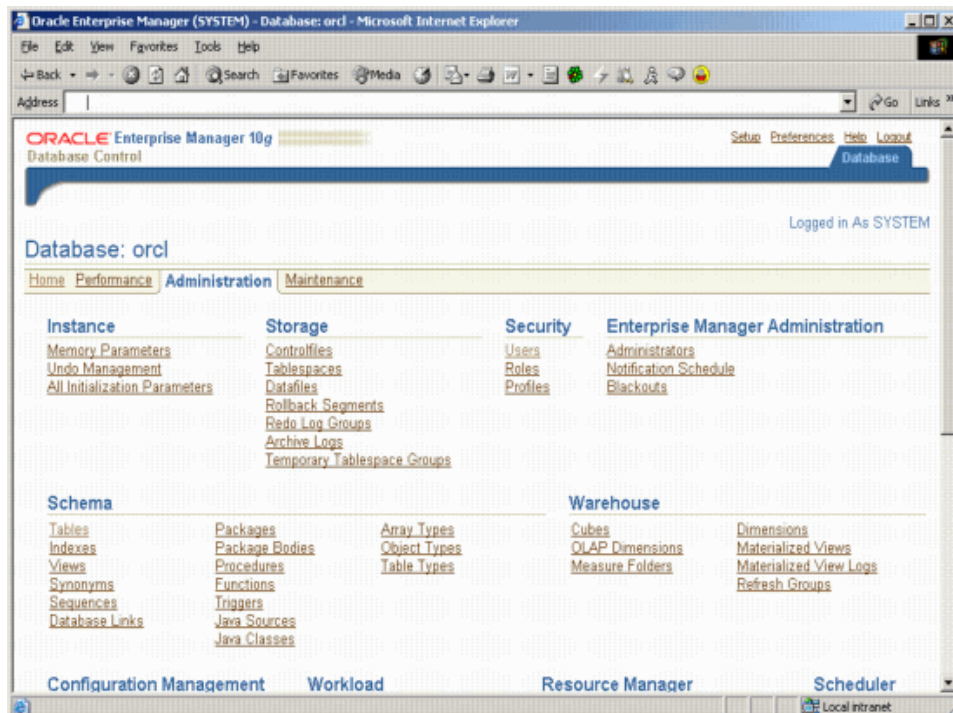 Oracle Enterprise Manager (SYSTEM) - Database: orcl - Microsoft Internet Explorer
File Edit View Favorites Tools Help
Back Search Favorites Media
Address Go Links »
ORACLE Enterprise Manager 10g
Database Control
Setup Preferences Help Logout
Database
Logged in As SYSTEM
Database: orcl
Home Performance Administration Maintenance
Instance
Memory Parameters
Undo Management
All Initialization Parameters
Storage
Controlfiles
Tablespaces
Datafiles
Rollback Segments
Redo Log Groups
Archive Logs
Temporary Tablespace Groups
Security
Users
Roles
Profiles
Enterprise Manager Administration
Administrators
Notification Schedule
Blackouts
Schema
Tables
Indexes
Views
Synonyms
Sequences
Database Links
Packages
Package Bodies
Procedures
Functions
Triggers
Java Sources
Java Classes
Array Types
Object Types
Table Types
Warehouse
Cubes
OLAP Dimensions
Measure Folders
Dimensions
Materialized Views
Materialized View Logs
Refresh Groups
Configuration Management
Workload
Resource Manager
Scheduler
Local intranet